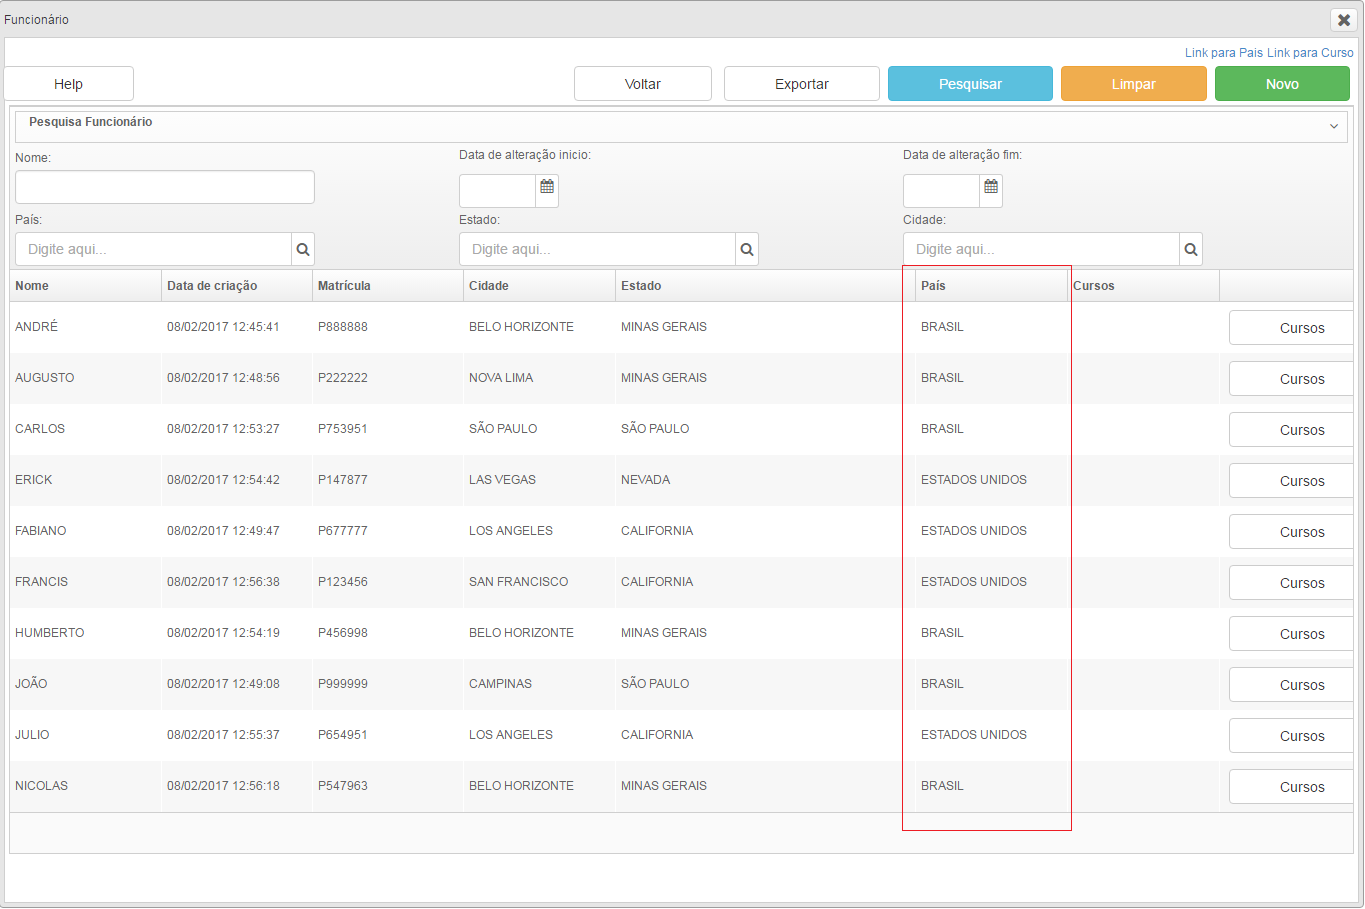 Funcionário
Link para Pais Link para Curso
Help Voltar Exportar Pesquisar Limpar Novo
Pesquisa Funcionário
Nome: Data de alteração inicio: Data de alteração fim:
País: Estado: Cidade:
Digite aqui... Digite aqui... Digite aqui...
Nome Data de criação Matrícula Cidade Estado País Cursos
ANDRÉ 08/02/2017 12:45:41 P888888 BELO HORIZONTE MINAS GERAIS BRASIL Cursos
AUGUSTO 08/02/2017 12:48:56 P222222 NOVA LIMA MINAS GERAIS BRASIL Cursos
CARLOS 08/02/2017 12:53:27 P753951 SÃO PAULO SÃO PAULO BRASIL Cursos
ERICK 08/02/2017 12:54:42 P147877 LAS VEGAS NEVADA ESTADOS UNIDOS Cursos
FABIANO 08/02/2017 12:49:47 P677777 LOS ANGELES CALIFORNIA ESTADOS UNIDOS Cursos
FRANCIS 08/02/2017 12:56:38 P123456 SAN FRANCISCO CALIFORNIA ESTADOS UNIDOS Cursos
HUMBERTO 08/02/2017 12:54:19 P456998 BELO HORIZONTE MINAS GERAIS BRASIL Cursos
JOÃO 08/02/2017 12:49:08 P999999 CAMPINAS SÃO PAULO BRASIL Cursos
JULIO 08/02/2017 12:55:37 P654951 LOS ANGELES CALIFORNIA ESTADOS UNIDOS Cursos
NICOLAS 08/02/2017 12:56:18 P547963 BELO HORIZONTE MINAS GERAIS BRASIL Cursos